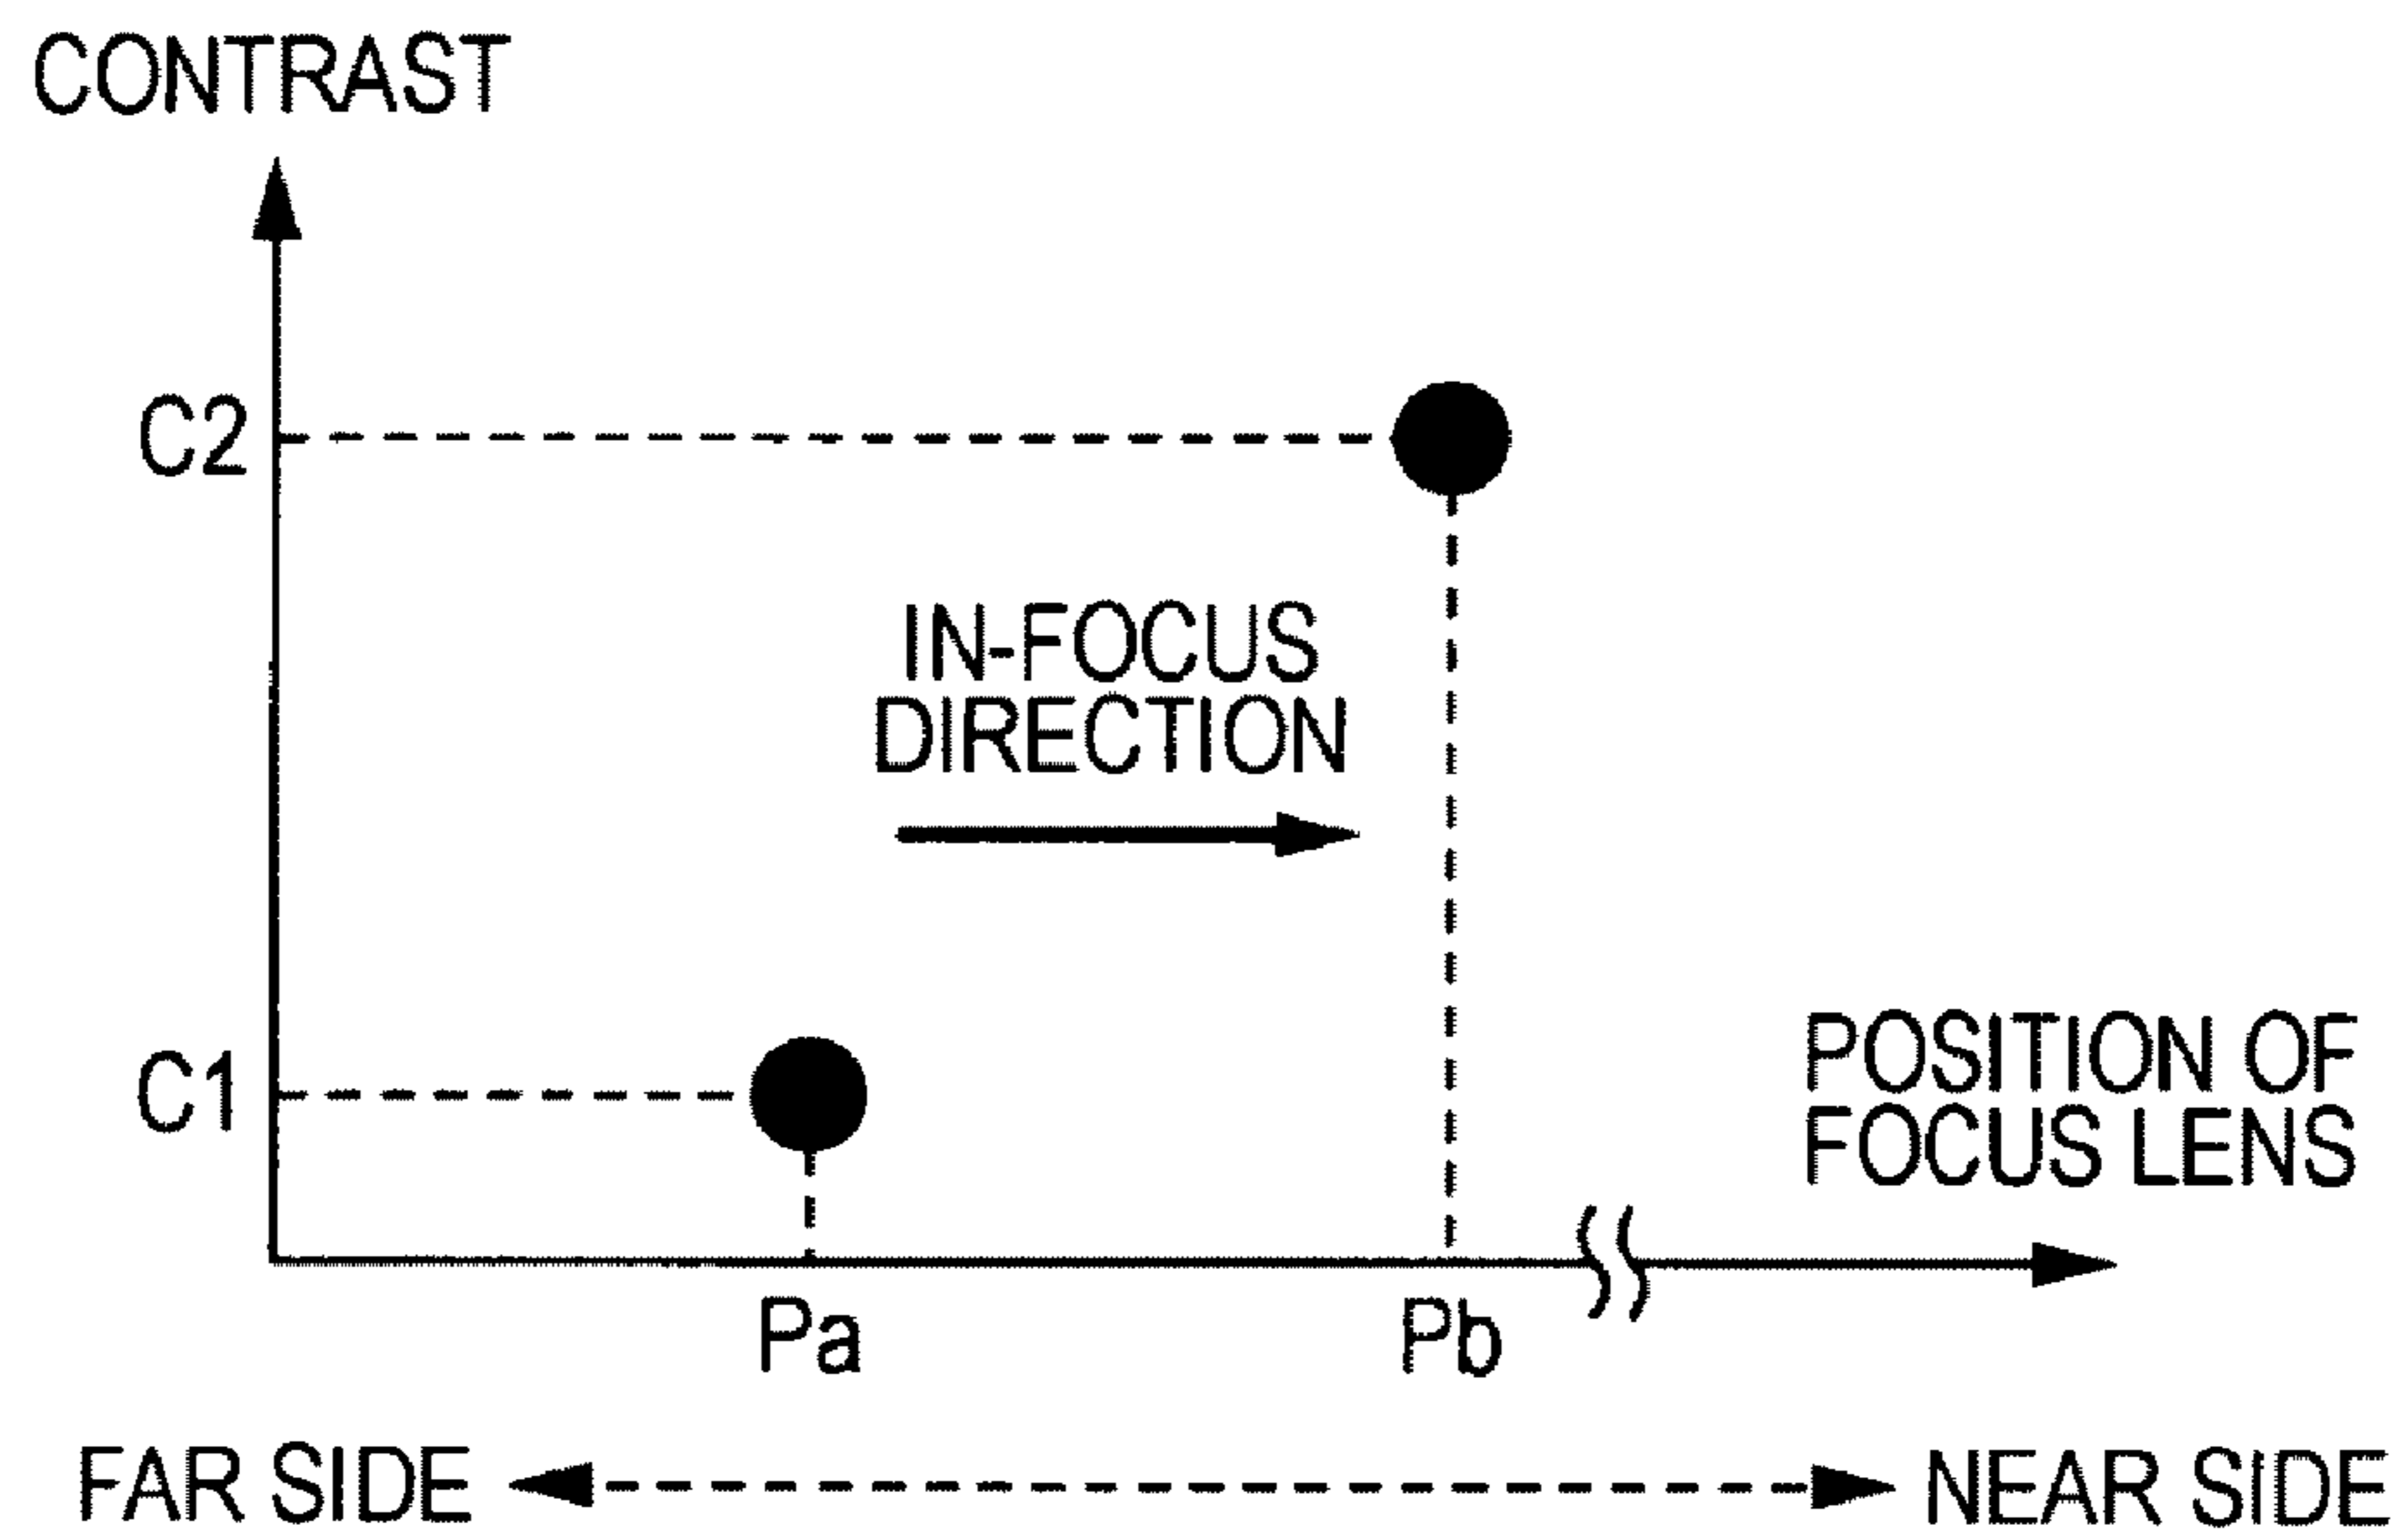 CONTRAST
C2
IN-FOCUS
DIRECTION
C1
POSITION OF
FOCUS LENS
Pa
Pb
FAR SIDE
NEAR SIDE